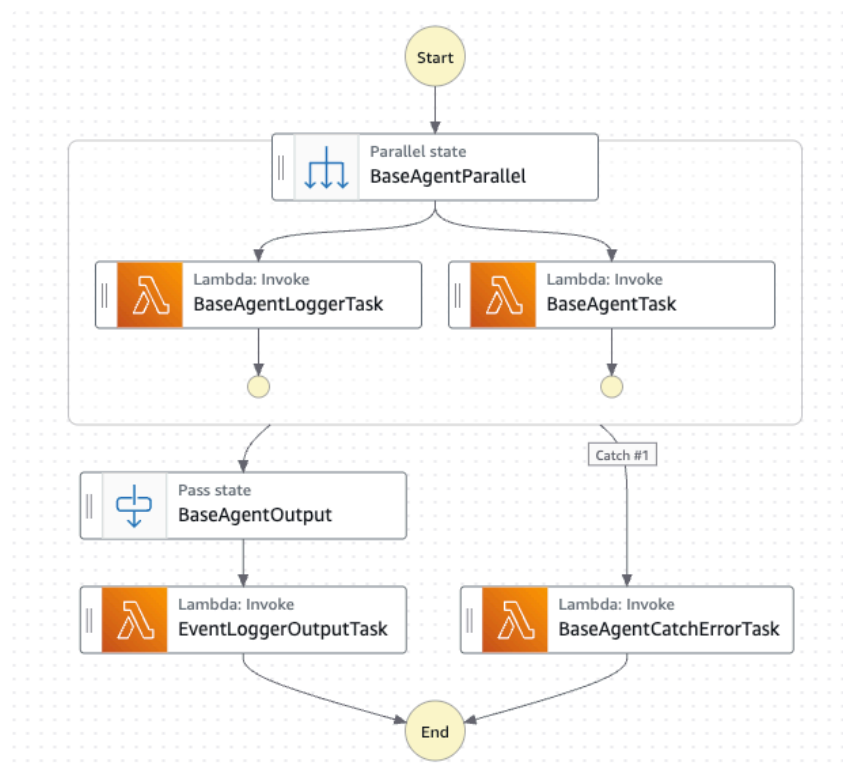 Start
Parallel state
BaseAgentParallel
Lambda: Invoke
BaseAgentLoggerTask
Lambda: Invoke
BaseAgentTask
Catch #1
Pass state
BaseAgentOutput
Lambda: Invoke
EventLoggerOutputTask
Lambda: Invoke
BaseAgentCatchErrorTask
End